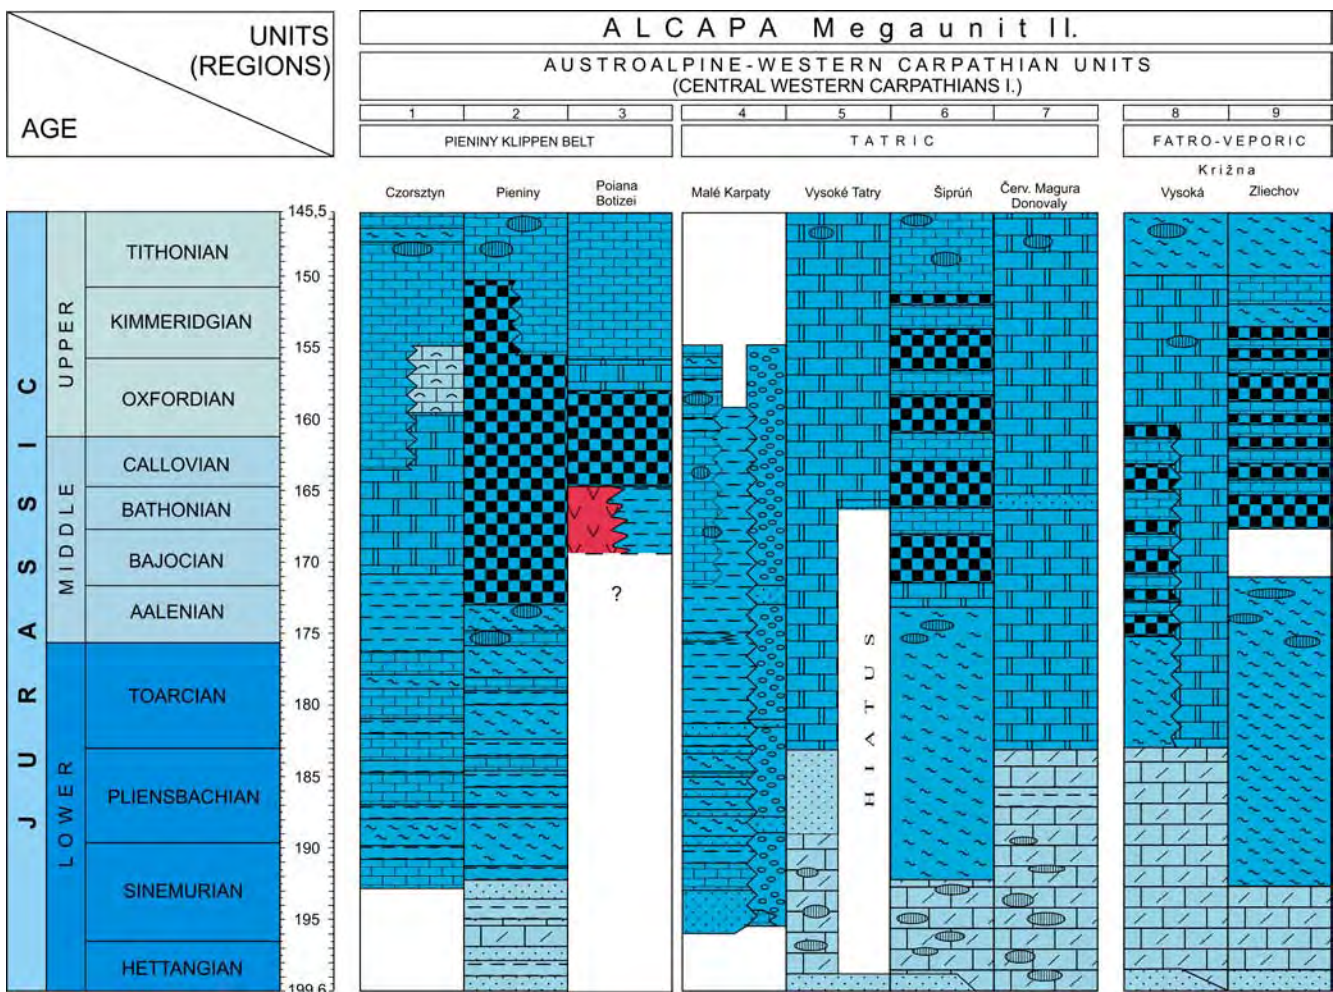 UNITS
(REGIONS)
AGE
ALCAPA Megaunit II.
AUSTROALPINE-WESTERN CARPATHIAN UNITS
(CENTRAL WESTERN CARPATHIANS I.)
1 2 3 4 5 6 7 8 9
PIENINY KLIPPEN BELT TATRIC FATRO-VEPORIC
Križna
Czorsztyn Pieniny Poiana Botizei Malé Karpaty Vysoké Tatry Šiprúň Červ. Magura Donovaly Vysoká Zliechov
JURASSIC
UPPER
MIDDLE
LOWER
TITHONIAN
KIMMERIDGIAN
OXFORDIAN
CALLOVIAN
BATHONIAN
BAJOCIAN
AALENIAN
TOARCIAN
PLIENSBACHIAN
SINEMURIAN
HETTANGIAN
145,5
150
155
160
165
170
175
180
185
190
195
199,6
?
HIATUS